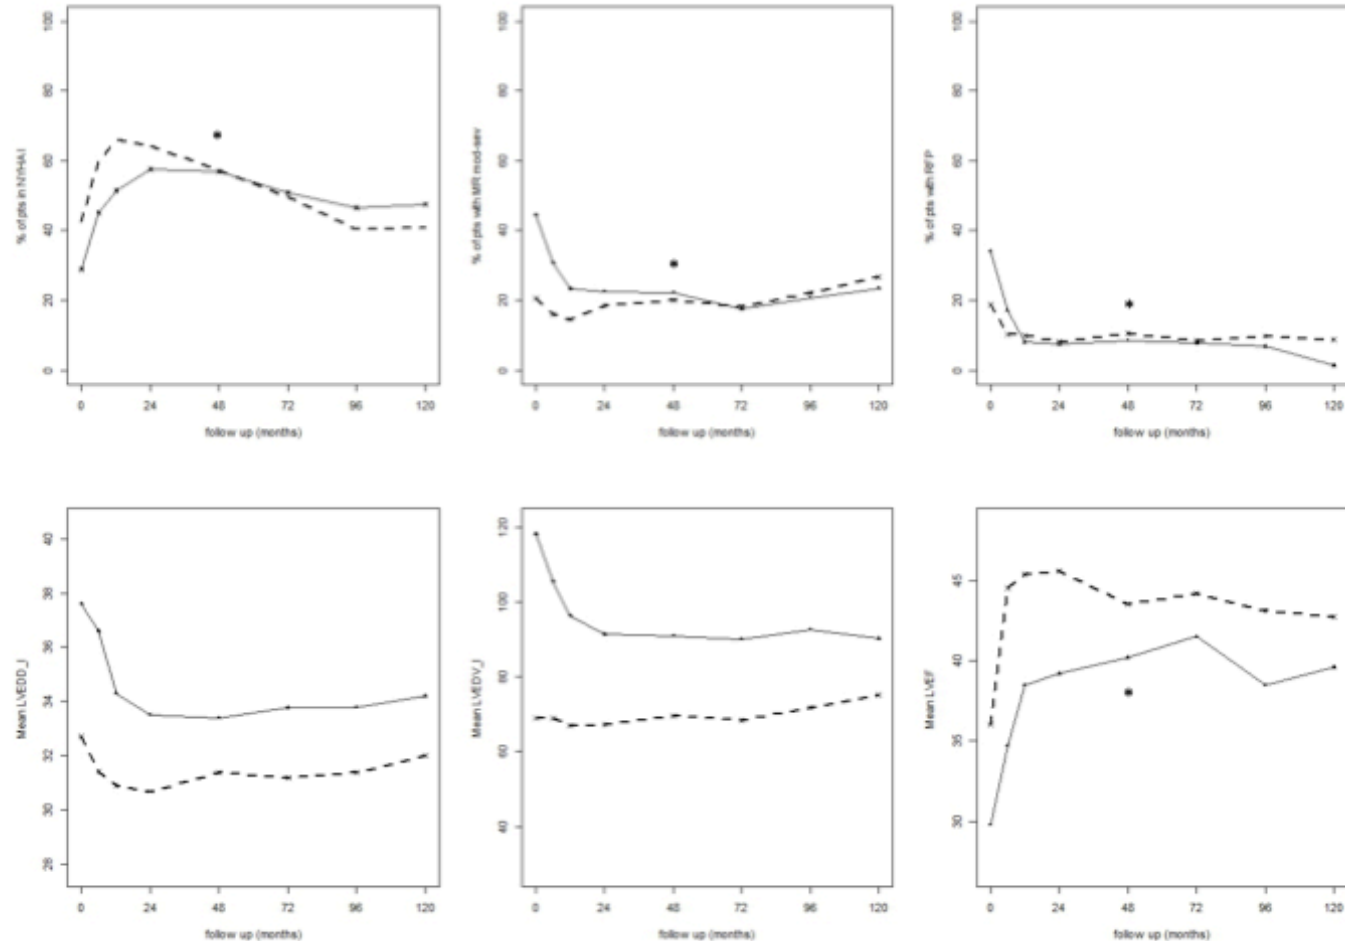 % of pts in NYHA I
100
80
60
40
20
0
0 24 48 72 96 120
follow up (months)
% of pts with MR mod-sev
100
80
60
40
20
0
0 24 48 72 96 120
follow up (months)
% of pts with RFP
100
80
60
40
20
0
0 24 48 72 96 120
follow up (months)
Mean LVEDD_I
40
38
36
34
32
30
28
0 24 48 72 96 120
follow up (months)
Mean LVEDV_I
120
100
80
60
40
0 24 48 72 96 120
follow up (months)
Mean LVEF
45
40
35
30
0 24 48 72 96 120
follow up (months)